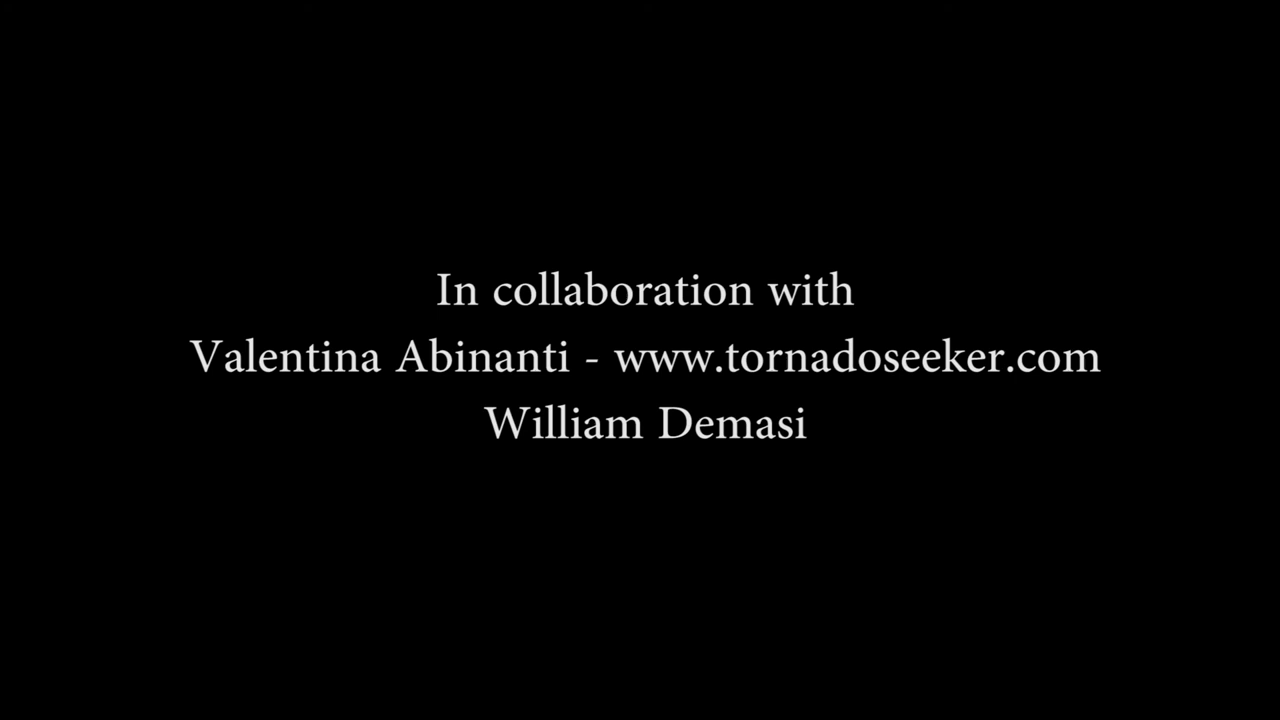 In collaboration with
Valentina Abinanti - www.tornadoseeker.com
William Demasi